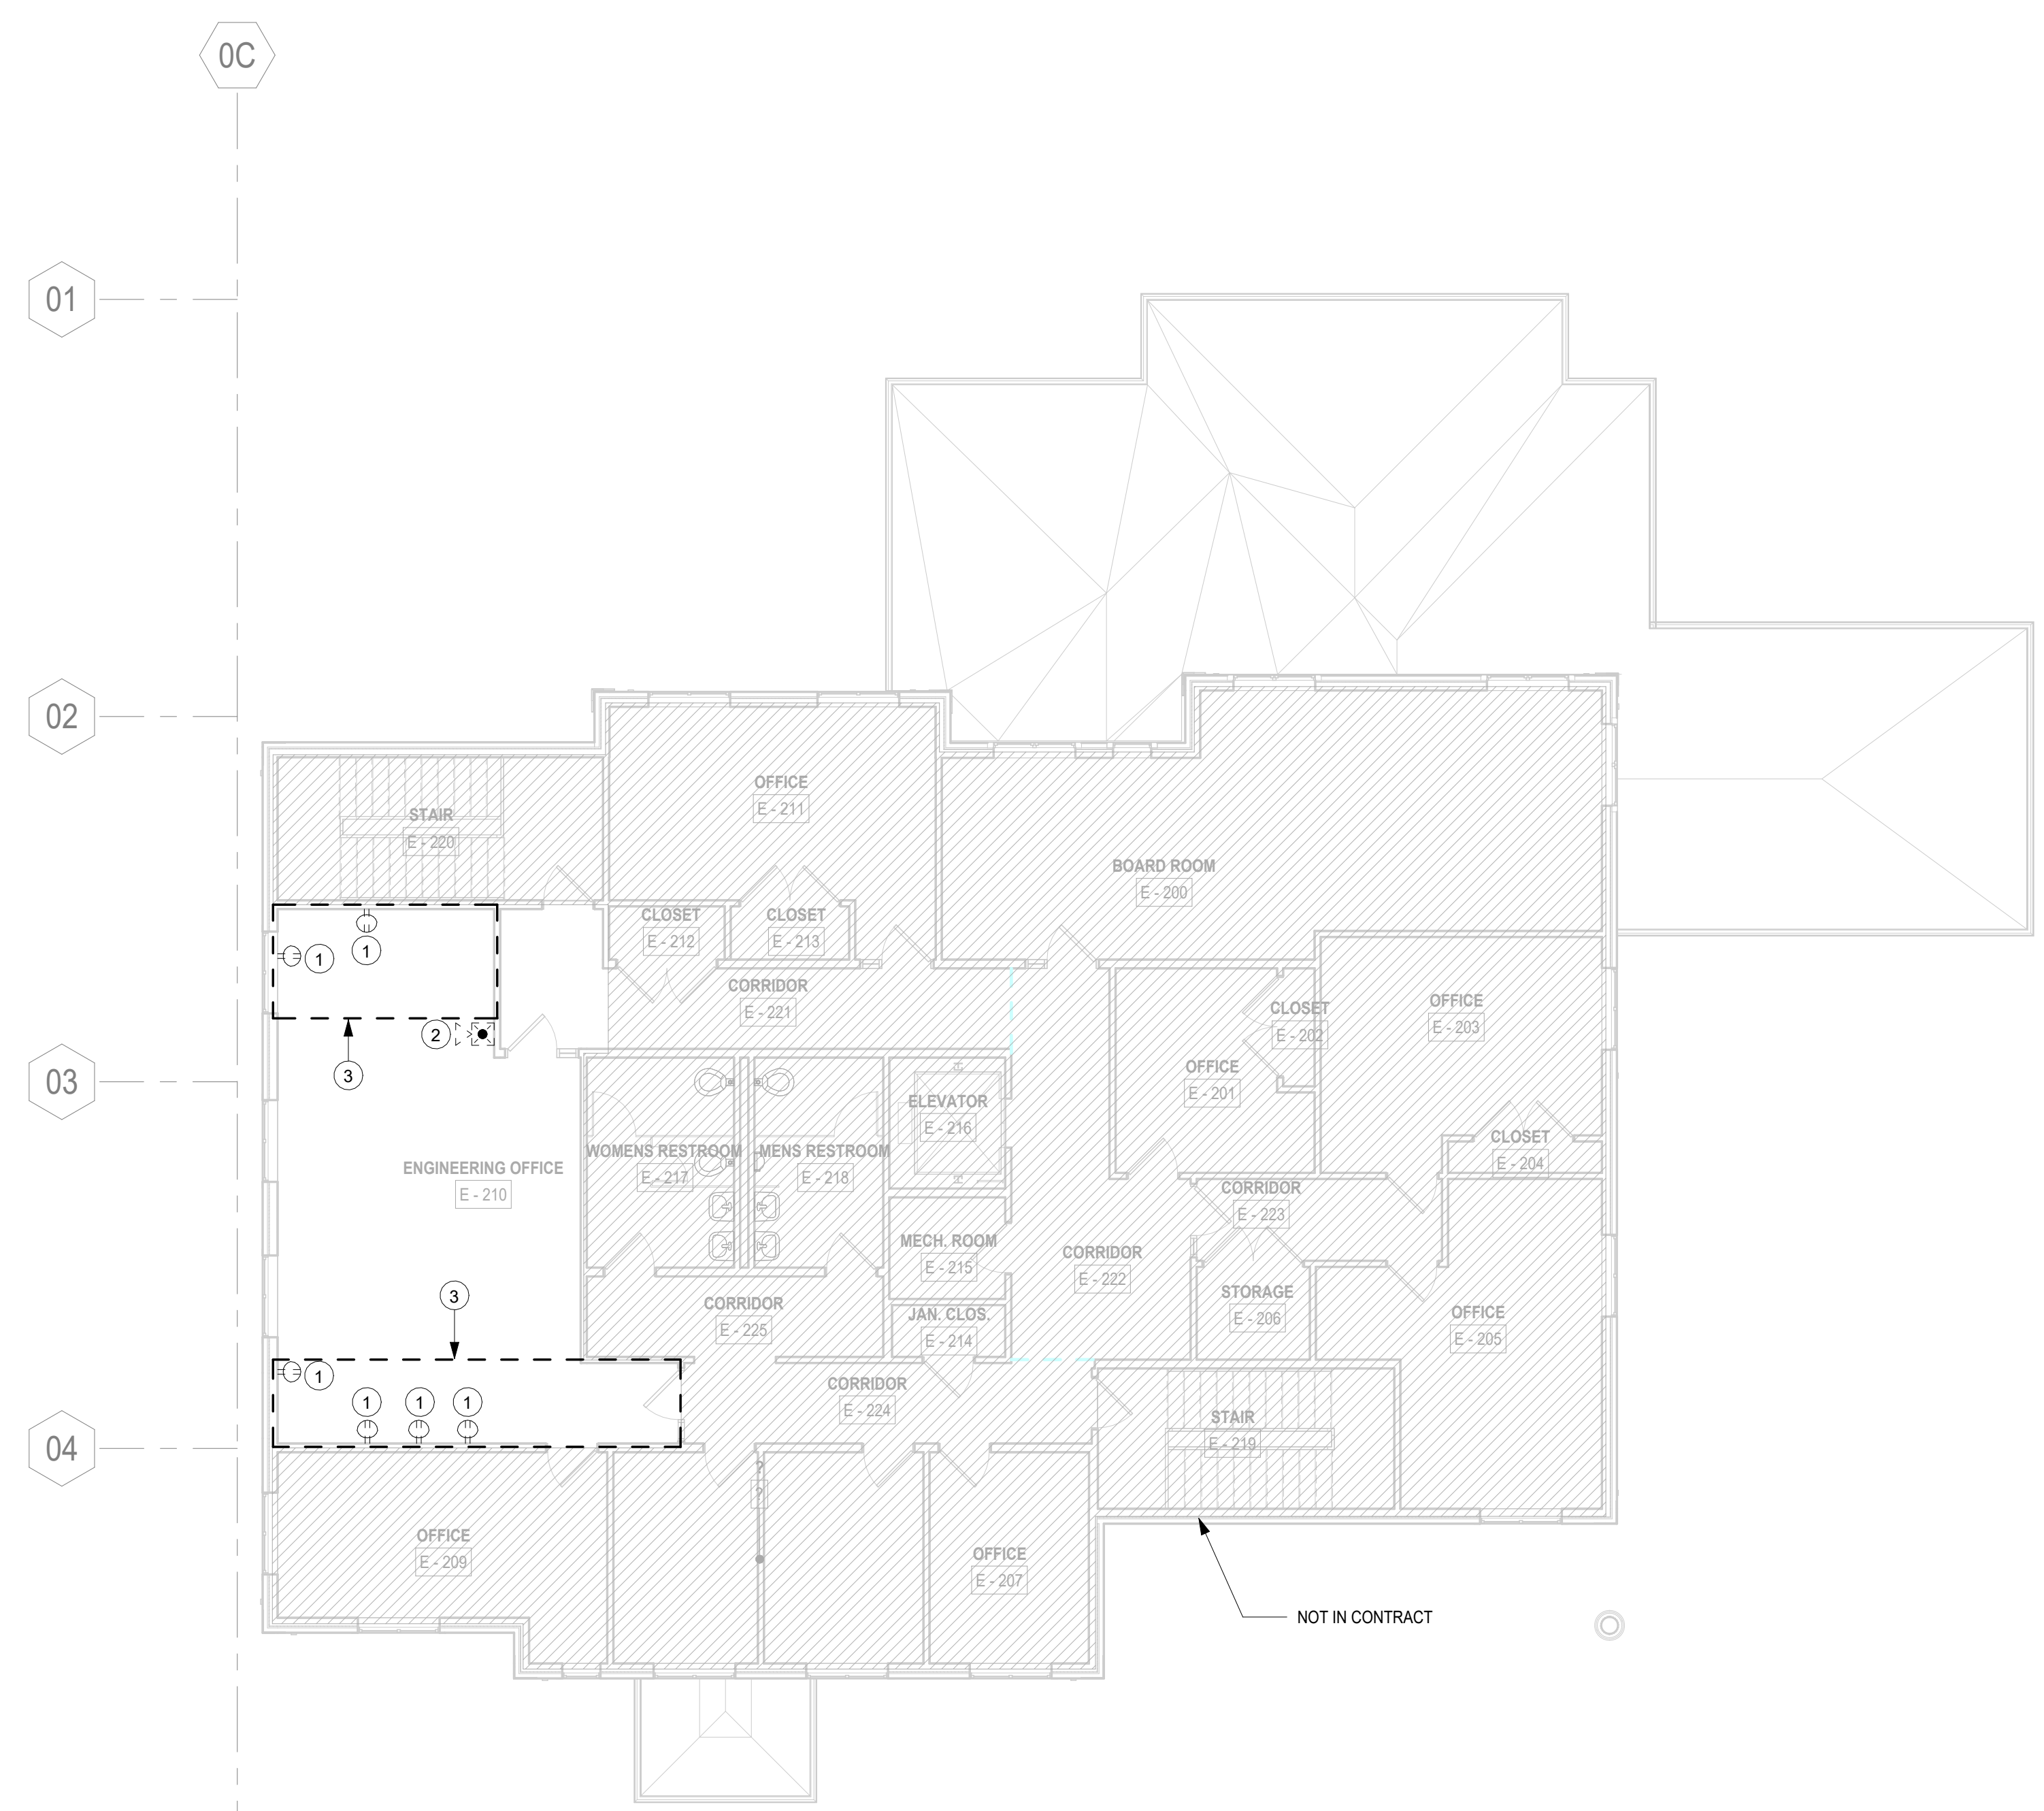 0C
01
02
OFFICE
E - 211
STAIR
E - 220
BOARD ROOM
E - 200
CLOSET
E - 212
CLOSET
E - 213
1
1
CORRIDOR
E - 221
CLOSET
E - 202
OFFICE
E - 203
2
3
03
OFFICE
E - 201
ELEVATOR
E - 216
WOMENS RESTROOM
E - 217
MENS RESTROOM
E - 218
CLOSET
E - 204
ENGINEERING OFFICE
E - 210
CORRIDOR
E - 223
MECH. ROOM
E - 215
CORRIDOR
E - 222
3
CORRIDOR
E - 225
JAN. CLOS.
E - 214
STORAGE
E - 206
OFFICE
E - 205
1
1
1
1
CORRIDOR
E - 224
STAIR
E - 219
04
?
?
OFFICE
E - 209
OFFICE
E - 207
NOT IN CONTRACT